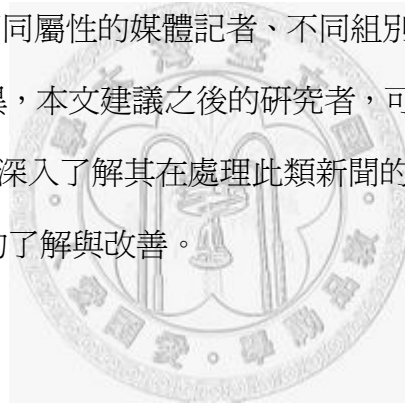 同屬性的媒體記者、不同組別
異，本文建議之後的研究者，可
深入了解其在處理此類新聞的
的了解與改善。